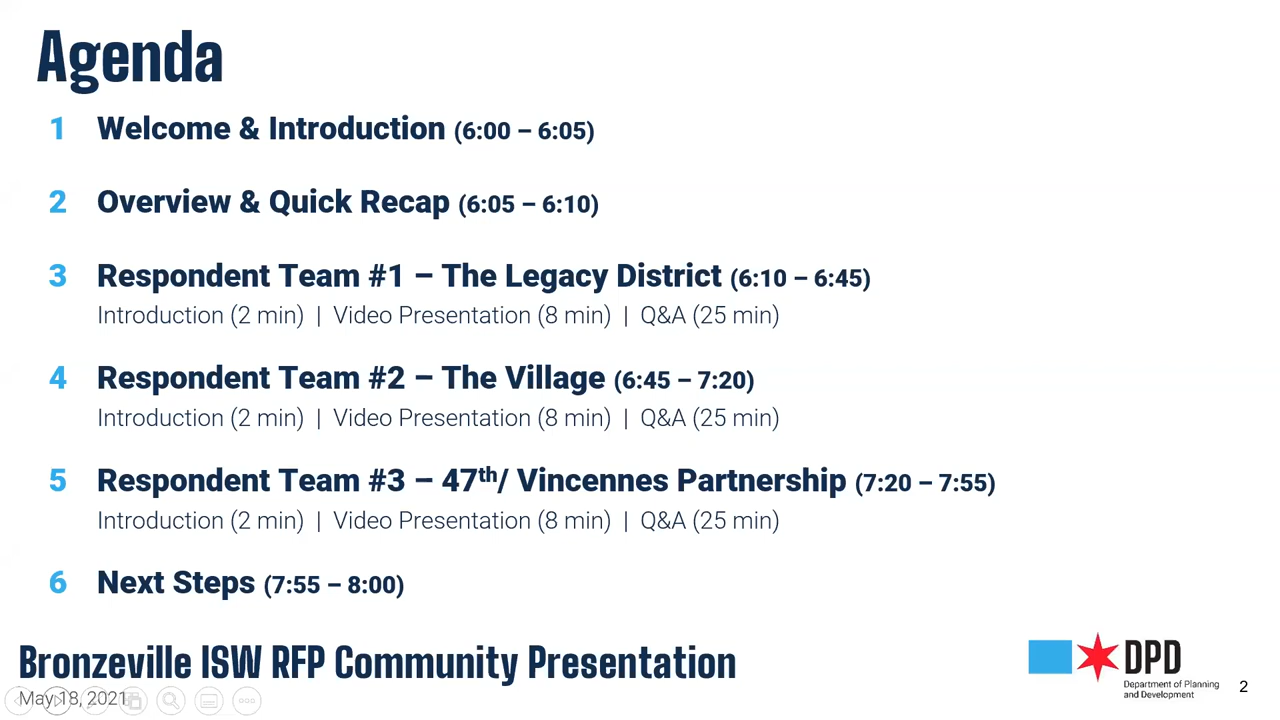 Agenda
1 Welcome & Introduction (6:00 – 6:05)
2 Overview & Quick Recap (6:05 – 6:10)
3 Respondent Team #1 – The Legacy District (6:10 – 6:45)
Introduction (2 min) | Video Presentation (8 min) | Q&A (25 min)
4 Respondent Team #2 – The Village (6:45 – 7:20)
Introduction (2 min) | Video Presentation (8 min) | Q&A (25 min)
5 Respondent Team #3 – 47th/ Vincennes Partnership (7:20 – 7:55)
Introduction (2 min) | Video Presentation (8 min) | Q&A (25 min)
6 Next Steps (7:55 – 8:00)
Bronzeville ISW RFP Community Presentation
May 18, 2021
DPD
Department of Planning
and Development
2